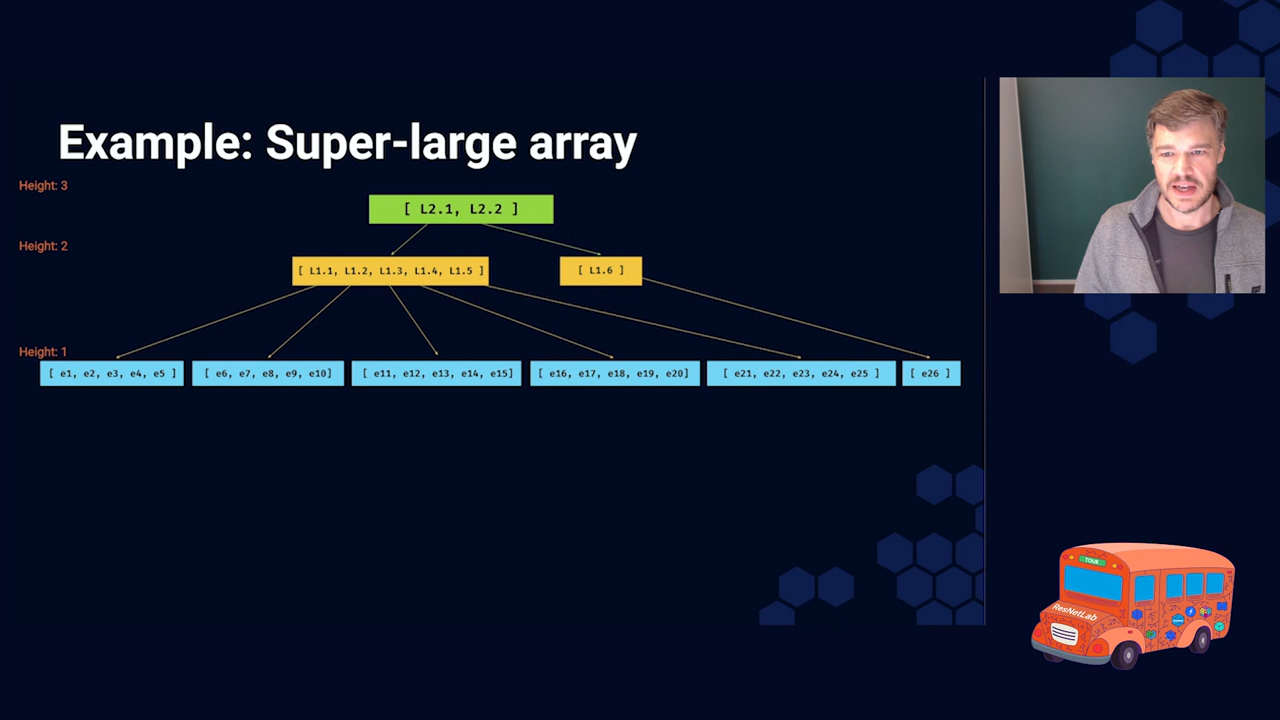 Example: Super-large array
Height: 3
[ L2.1, L2.2 ]
Height: 2
[ L1.1, L1.2, L1.3, L1.4, L1.5 ]
[ L1.6 ]
Height: 1
[ e1, e2, e3, e4, e5 ]
[ e6, e7, e8, e9, e10]
[ e11, e12, e13, e14, e15]
[ e16, e17, e18, e19, e20]
[ e21, e22, e23, e24, e25 ]
[ e26 ]
TOUR
ResNetLab